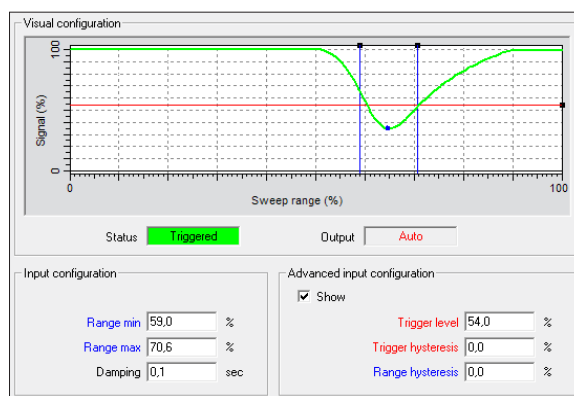 Visual configuration
100
Signal (%)
0
0
100
Sweep range (%)
Status Triggered Output Auto
Input configuration
Range min 59,0 %
Range max 70,6 %
Damping 0,1 sec
Advanced input configuration
Show
Trigger level 54,0 %
Trigger hysteresis 0,0 %
Range hysteresis 0,0 %